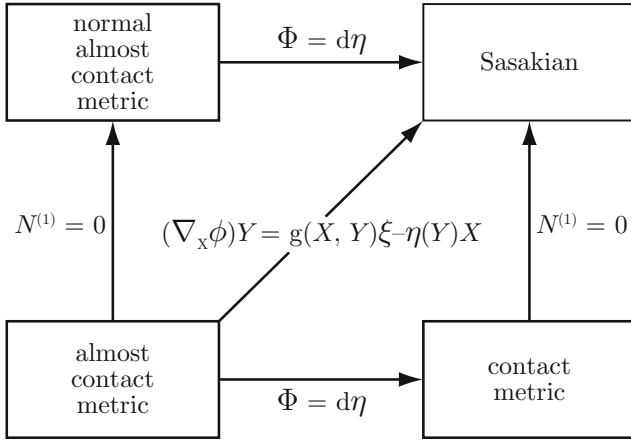 normal
almost
contact
metric
Φ = dη
Sasakian
N⁽¹⁾ = 0
(∇ₓϕ)Y = g(X, Y)ξ–η(Y)X
N⁽¹⁾ = 0
almost
contact
metric
Φ = dη
contact
metric